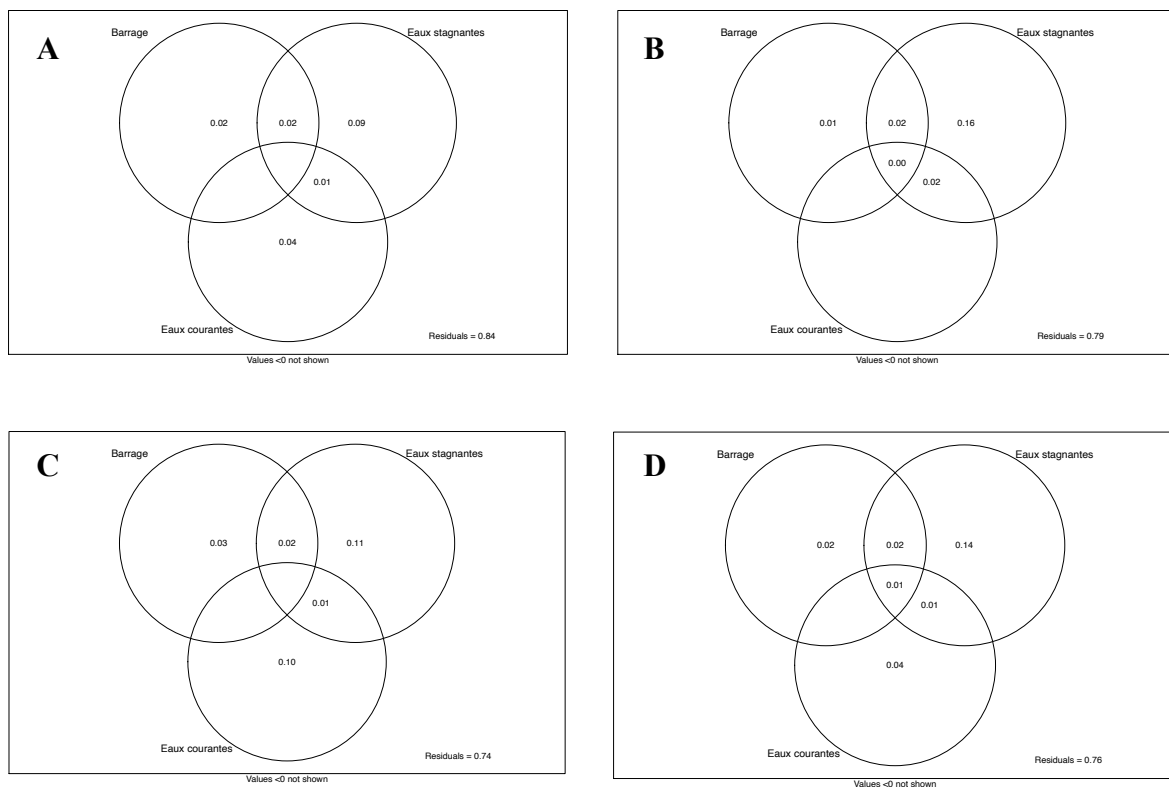 A
Barrage
Eaux stagnantes
0.02
0.02
0.09
0.01
0.04
Eaux courantes
Residuals = 0.84
Values <0 not shown
B
Barrage
Eaux stagnantes
0.01
0.02
0.16
0.00
0.02
Eaux courantes
Residuals = 0.79
Values <0 not shown
C
Barrage
Eaux stagnantes
0.03
0.02
0.11
0.01
0.10
Eaux courantes
Residuals = 0.74
Values <0 not shown
D
Barrage
Eaux stagnantes
0.02
0.02
0.14
0.01
0.01
0.04
Eaux courantes
Residuals = 0.76
Values <0 not shown